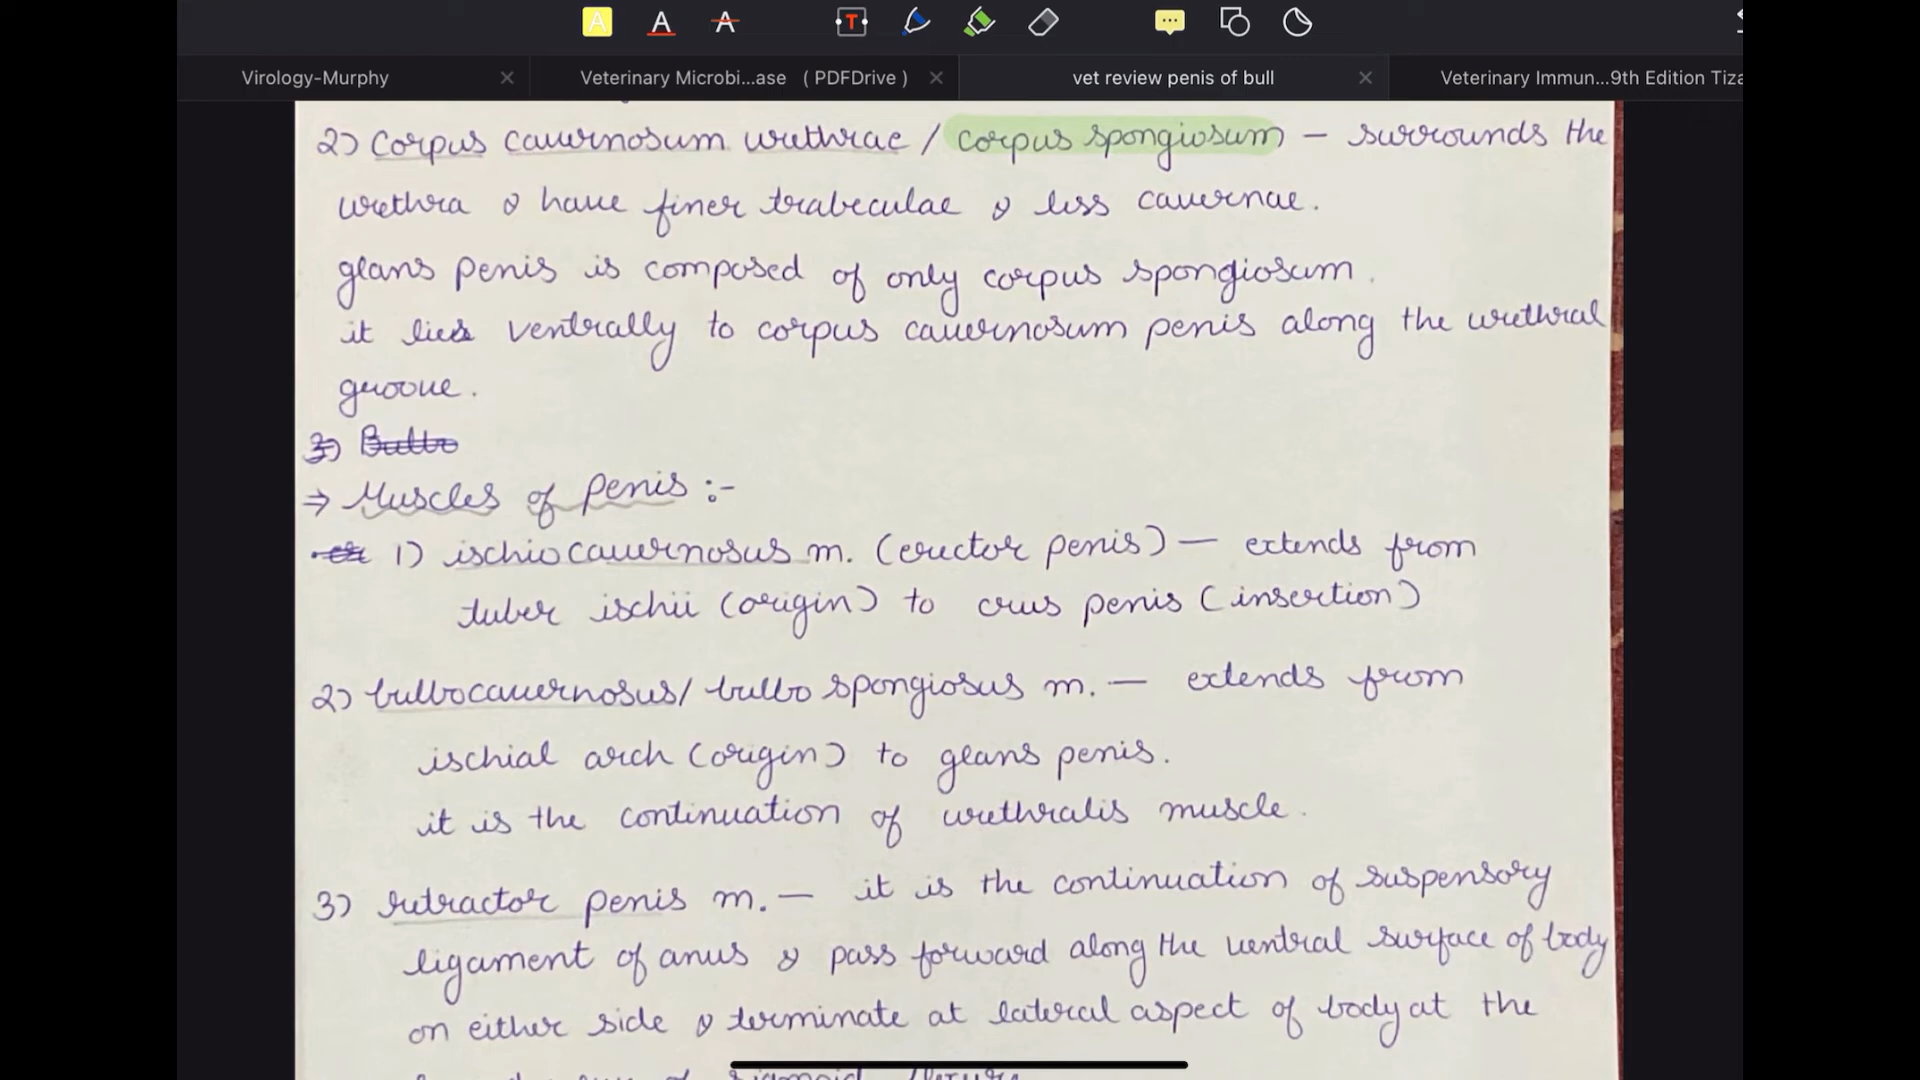 A A A T
Virology-Murphy × Veterinary Microbi...ase ( PDFDrive ) × vet review penis of bull × Veterinary Immun...9th Edition Tiza
2) Corpus cavernosum urethrae / corpus spongiosum – surrounds the
urethra & have finer trabeculae & less cavernae.
glans penis is composed of only corpus spongiosum.
it lies ventrally to corpus cavernosum penis along the urethral
groove.
3) Bulbo
⇒ Muscles of penis :-
1) ischiocavernosus m. (erector penis) – extends from
tuber ischii (origin) to crus penis (insertion)
2) bulbocavernosus/ bulbo spongiosus m. – extends from
ischial arch (origin) to glans penis.
it is the continuation of urethralis muscle.
3) retractor penis m. – it is the continuation of suspensory
ligament of anus & pass forward along the ventral surface of body
on either side & terminate at lateral aspect of body at the
of sigmoid flexure